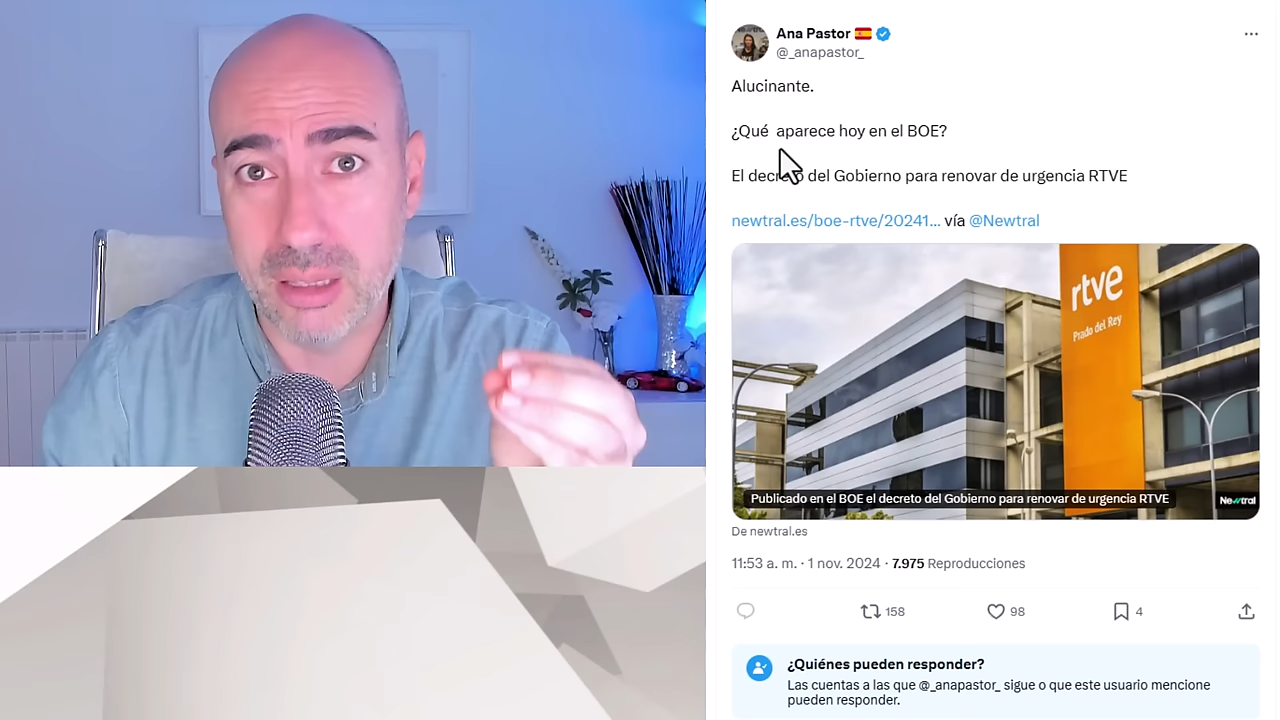 Ana Pastor
@_anapastor_
Alucinante.
¿Qué aparece hoy en el BOE?
El decreto del Gobierno para renovar de urgencia RTVE
newtral.es/boe-rtve/20241... vía @Newtral
rtve
Prado del Rey
Publicado en el BOE el decreto del Gobierno para renovar de urgencia RTVE
Newtral
De newtral.es
11:53 a. m. · 1 nov. 2024 · 7.975 Reproducciones
158
98
4
¿Quiénes pueden responder?
Las cuentas a las que @_anapastor_ sigue o que este usuario mencione
pueden responder.